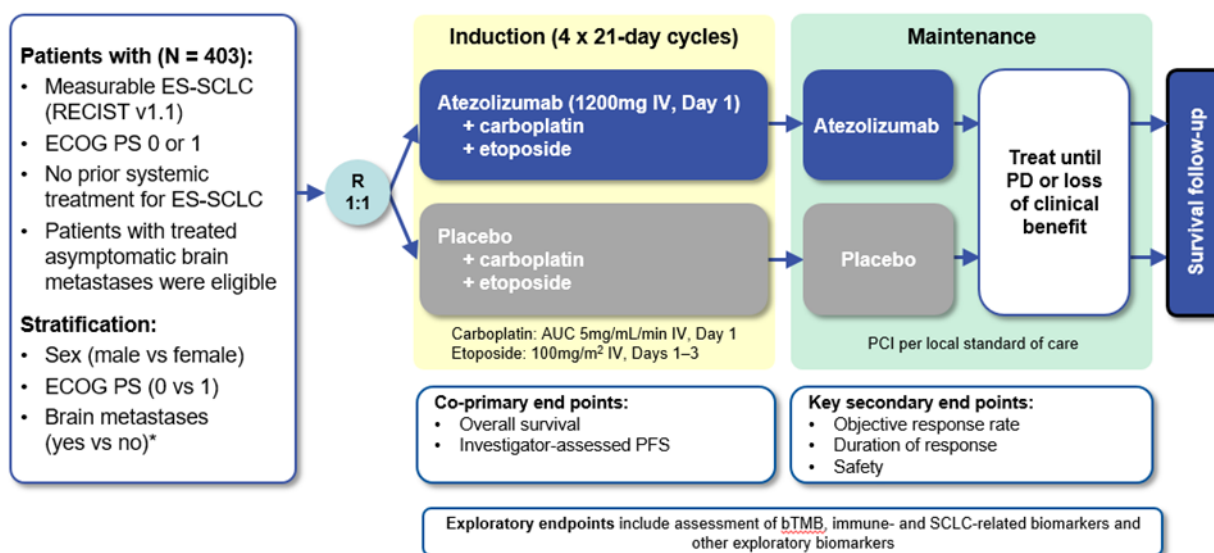 Patients with (N = 403):
• Measurable ES-SCLC
(RECIST v1.1)
• ECOG PS 0 or 1
• No prior systemic
treatment for ES-SCLC
• Patients with treated
asymptomatic brain
metastases were eligible
Stratification:
• Sex (male vs female)
• ECOG PS (0 vs 1)
• Brain metastases
(yes vs no)*
R
1:1
Induction (4 x 21-day cycles)
Atezolizumab (1200mg IV, Day 1)
+ carboplatin
+ etoposide
Placebo
+ carboplatin
+ etoposide
Carboplatin: AUC 5mg/mL/min IV, Day 1
Etoposide: 100mg/m² IV, Days 1–3
Maintenance
Atezolizumab
Placebo
Treat until
PD or loss
of clinical
benefit
PCI per local standard of care
Survival follow-up
Co-primary end points:
• Overall survival
• Investigator-assessed PFS
Key secondary end points:
• Objective response rate
• Duration of response
• Safety
Exploratory endpoints include assessment of bTMB, immune- and SCLC-related biomarkers and
other exploratory biomarkers